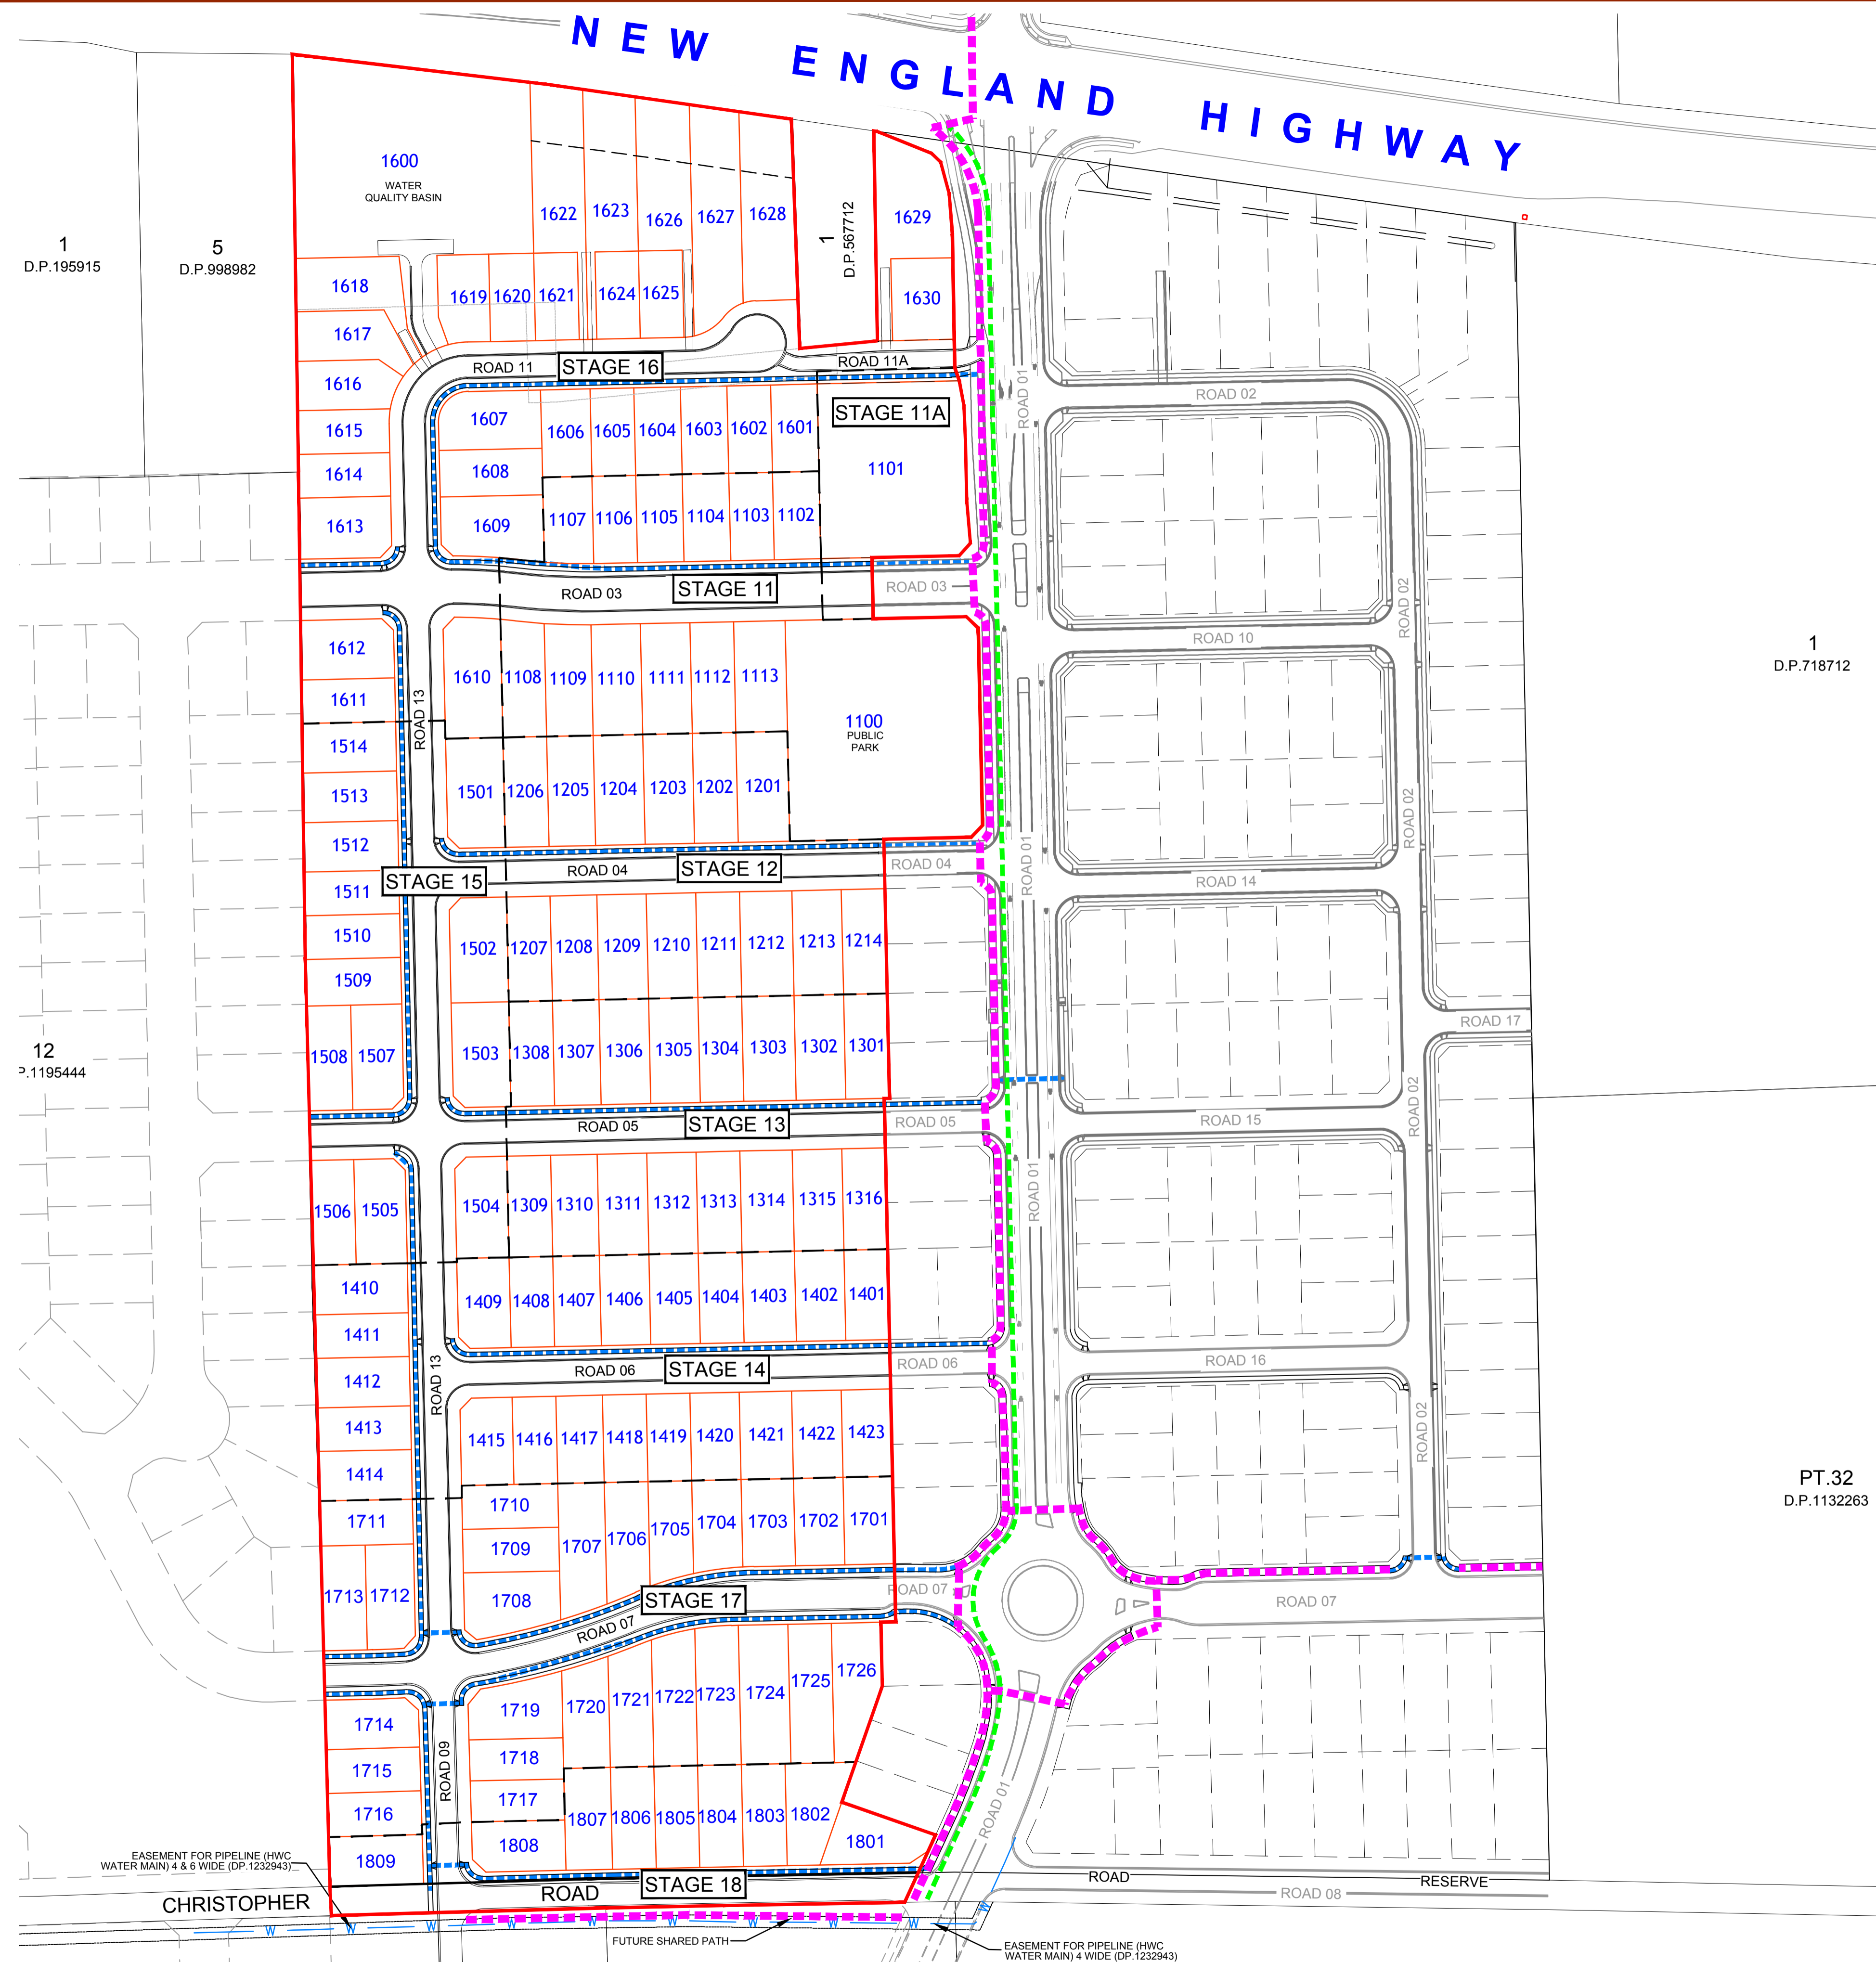 NEW ENGLAND HIGHWAY
1
D.P.195915
5
D.P.998982
1600
WATER
QUALITY BASIN
1622
1623
1626
1627
1628
1
D.P.567712
1629
1618
1619
1620
1621
1624
1625
1630
1617
1616
ROAD 11
STAGE 16
ROAD 11A
ROAD 01
ROAD 02
1615
1607
1606
1605
1604
1603
1602
1601
STAGE 11A
1614
1608
1101
1613
1609
1107
1106
1105
1104
1103
1102
ROAD 03
STAGE 11
ROAD 03
ROAD 02
ROAD 10
1
D.P.718712
1612
1611
ROAD 13
1610
1108
1109
1110
1111
1112
1113
1100
PUBLIC
PARK
1514
1513
1501
1206
1205
1204
1203
1202
1201
ROAD 02
1512
STAGE 15
ROAD 04
STAGE 12
ROAD 04
ROAD 01
ROAD 14
1511
1510
1509
1502
1207
1208
1209
1210
1211
1212
1213
1214
ROAD 17
12
P.1195444
1508
1507
1503
1308
1307
1306
1305
1304
1303
1302
1301
ROAD 02
ROAD 05
STAGE 13
ROAD 05
ROAD 15
1506
1505
1504
1309
1310
1311
1312
1313
1314
1315
1316
ROAD 01
1410
1411
1409
1408
1407
1406
1405
1404
1403
1402
1401
1412
ROAD 13
ROAD 06
STAGE 14
ROAD 06
ROAD 16
1413
1414
1415
1416
1417
1418
1419
1420
1421
1422
1423
ROAD 02
PT.32
D.P.1132263
1711
1710
1709
1707
1706
1705
1704
1703
1702
1701
1713
1712
1708
ROAD 07
STAGE 17
ROAD 07
ROAD 07
1714
1715
1716
1719
1718
1717
1720
1721
1722
1723
1724
1725
1726
ROAD 09
ROAD 01
1807
1806
1805
1804
1803
1802
1801
1809
1808
EASEMENT FOR PIPELINE (HWC
WATER MAIN) 4 & 6 WIDE (DP.1232943)
CHRISTOPHER
ROAD
STAGE 18
ROAD
RESERVE
ROAD 08
W
W
W
W
W
W
W
W
W
W
FUTURE SHARED PATH
EASEMENT FOR PIPELINE (HWC
WATER MAIN) 4 WIDE (DP.1232943)